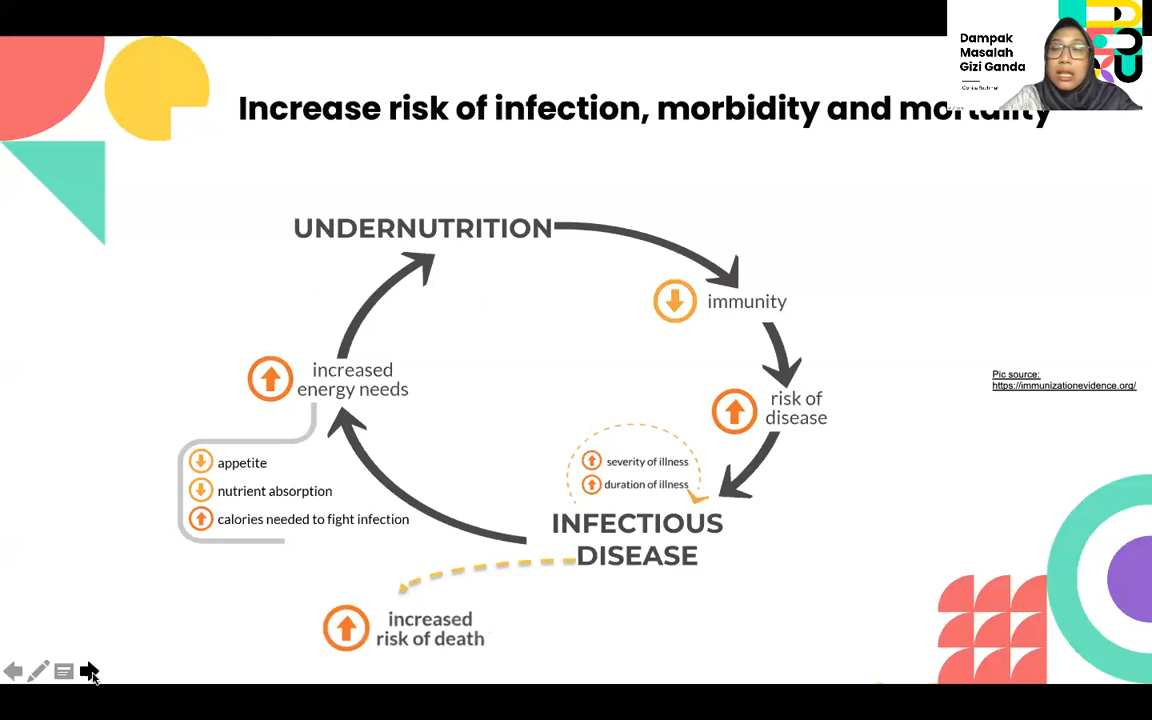 Dampak
Masalah
Gizi Ganda
Increase risk of infection, morbidity and mortality
UNDERNUTRITION
immunity
risk of
disease
severity of illness
duration of illness
INFECTIOUS
DISEASE
increased
energy needs
appetite
nutrient absorption
calories needed to fight infection
increased
risk of death
Pic source:
https://immunizationevidence.org/